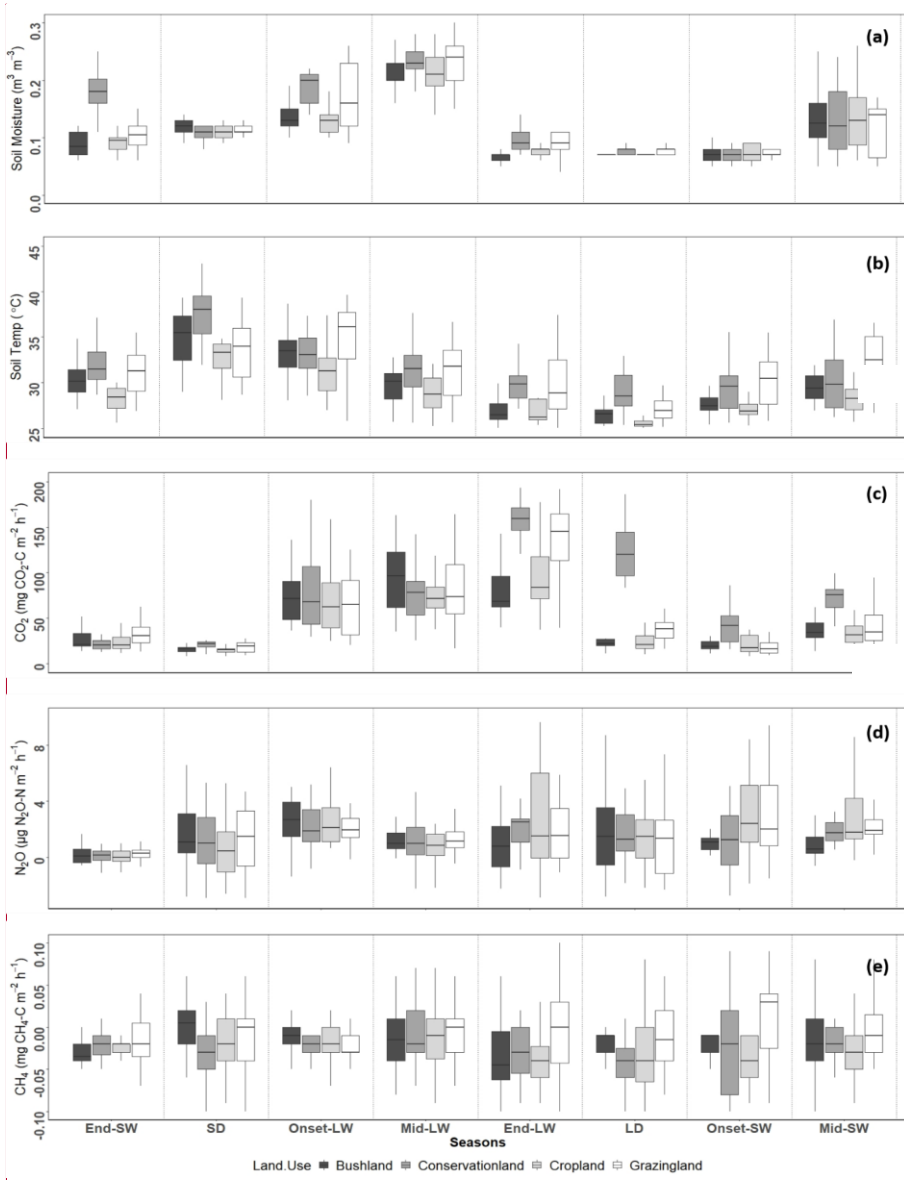 (a)
Soil Moisture (m³ m⁻³)
0.3
0.2
0.1
0.0
(b)
Soil Temp (°C)
45
40
35
30
25
(c)
CO₂ (mg CO₂-C m⁻² h⁻¹)
200
150
100
50
0
(d)
N₂O (µg N₂O-N m⁻² h⁻¹)
8
4
0
(e)
CH₄ (mg CH₄-C m⁻² h⁻¹)
0.10
0.05
0.00
-0.05
-0.10
End-SW SD Onset-LW Mid-LW End-LW LD Onset-SW Mid-SW
Seasons
Land.Use Bushland Conservationland Cropland Grazingland